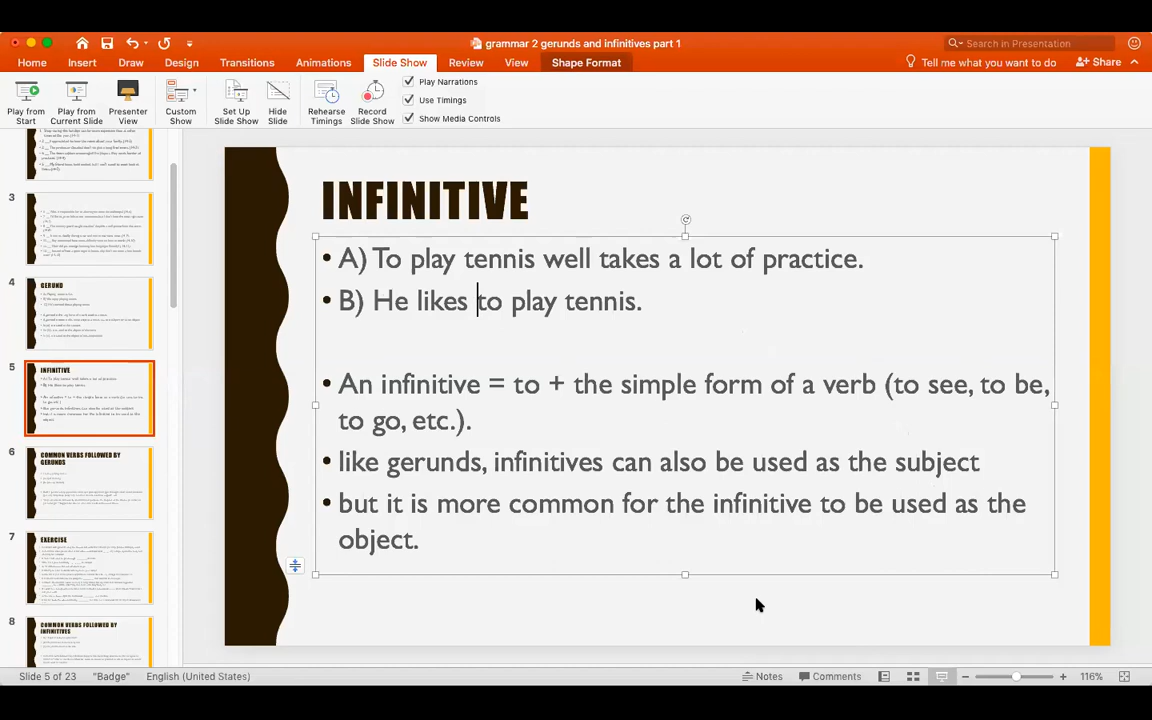 grammar 2 gerunds and infinitives part 1
Search in Presentation
Home Insert Draw Design Transitions Animations Slide Show Review View Shape Format Tell me what you want to do Share
Play from Start
Play from Current Slide
Presenter View
Custom Show
Set Up Slide Show
Hide Slide
Rehearse Timings
Record Slide Show
Play Narrations
Use Timings
Show Media Controls
3
4
GERUND
5
INFINITIVE
6
COMMON VERBS FOLLOWED BY
GERUNDS
7
EXERCISE
8
COMMON VERBS FOLLOWED BY
INFINITIVES
INFINITIVE
• A) To play tennis well takes a lot of practice.
• B) He likes to play tennis.
• An infinitive = to + the simple form of a verb (to see, to be,
to go, etc.).
• like gerunds, infinitives can also be used as the subject
• but it is more common for the infinitive to be used as the
object.
Slide 5 of 23 "Badge" English (United States) Notes Comments 116%